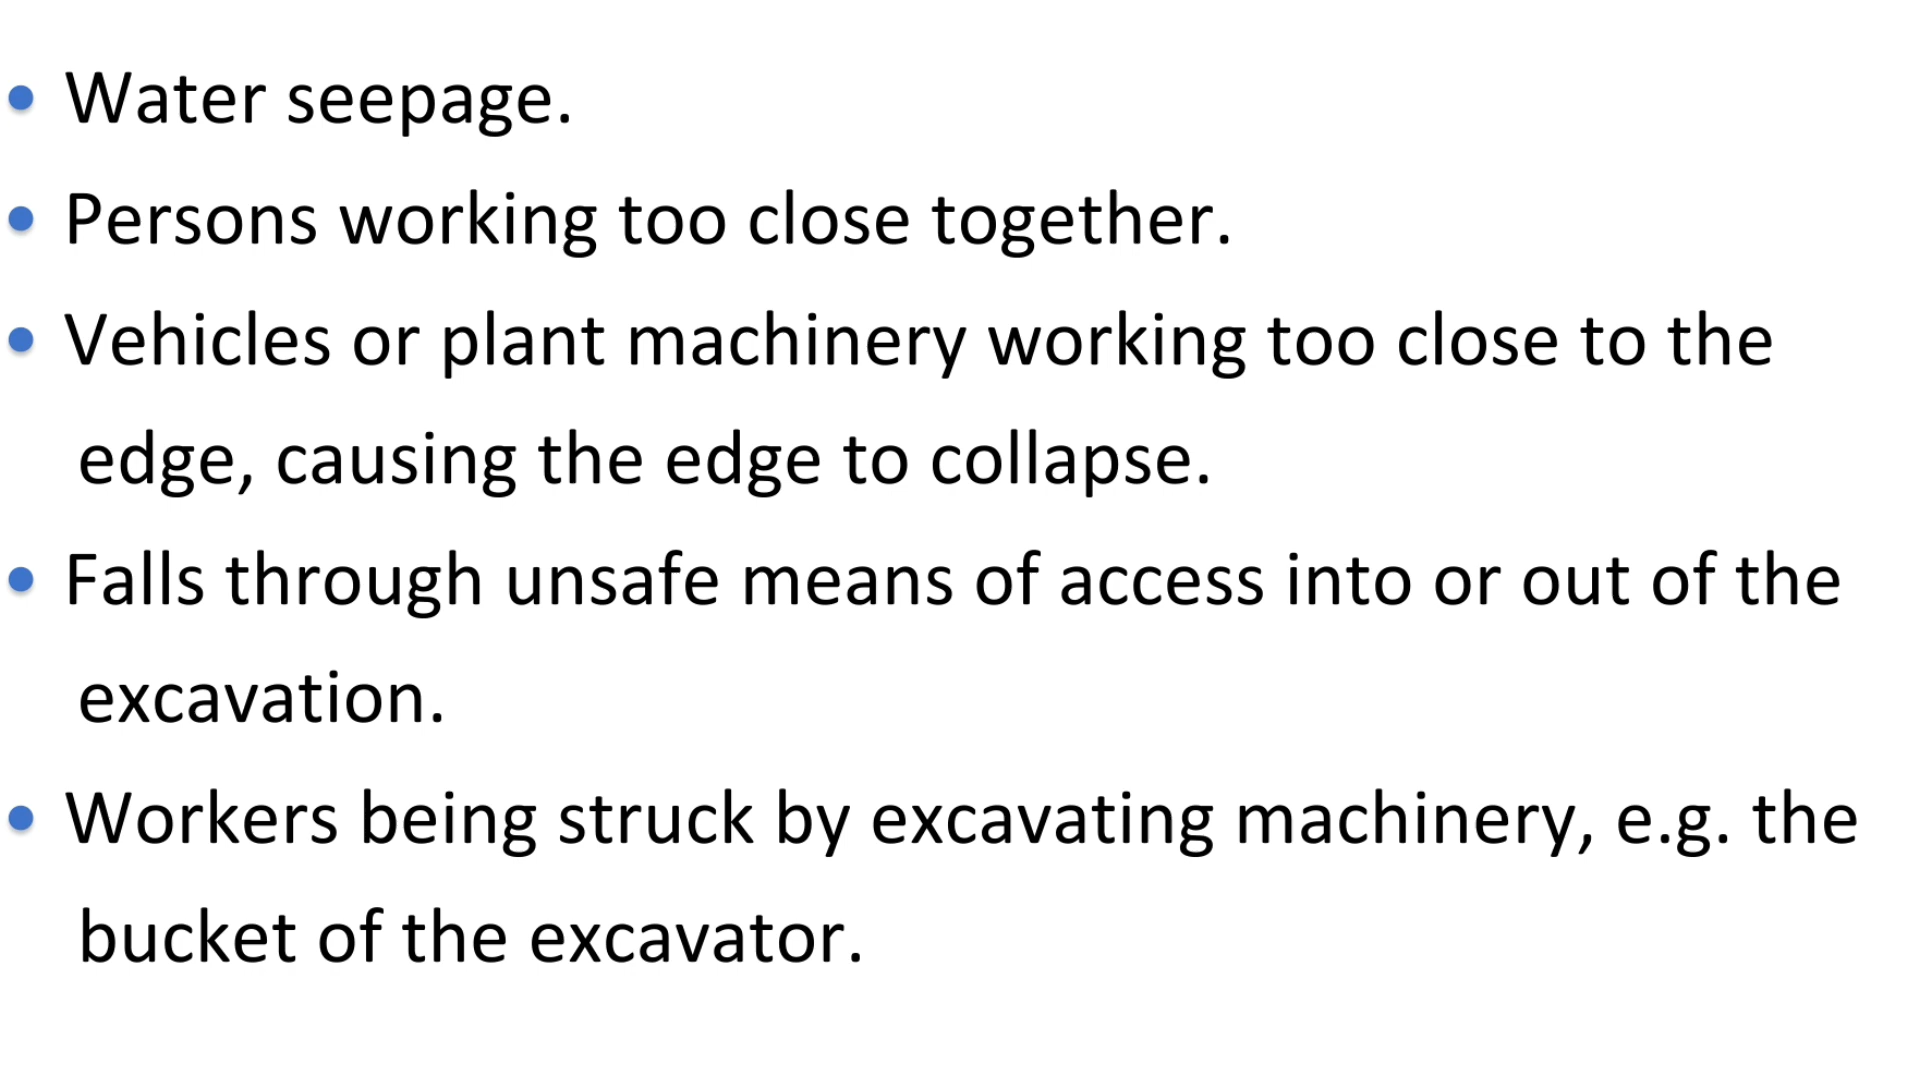 • Water seepage.
• Persons working too close together.
• Vehicles or plant machinery working too close to the
edge, causing the edge to collapse.
• Falls through unsafe means of access into or out of the
excavation.
• Workers being struck by excavating machinery, e.g. the
bucket of the excavator.